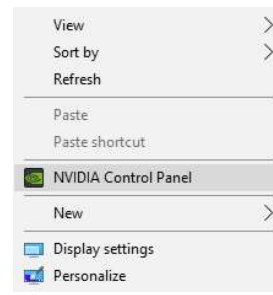 View
Sort by
Refresh
Paste
Paste shortcut
NVIDIA Control Panel
New
Display settings
Personalize